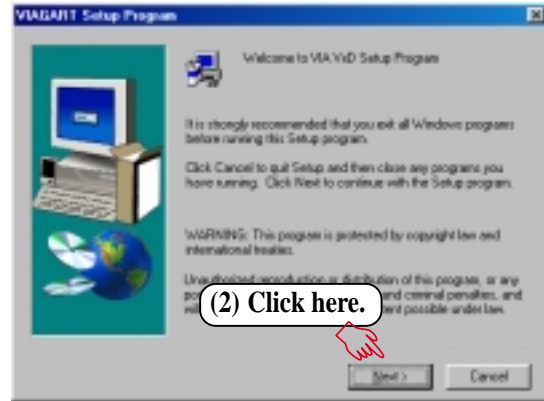 VIAGART Setup Program
Welcome to VIA VxD Setup Program
It is strongly recommended that you exit all Windows programs
before running this Setup program.
Click Cancel to quit Setup and then close any programs you
have running. Click Next to continue with the Setup program.
WARNING: This program is protected by copyright law and
international treaties.
Unauthorized reproduction or distribution of this program, or any
and criminal penalties, and
possible under law.
(2) Click here.
Next >
Cancel